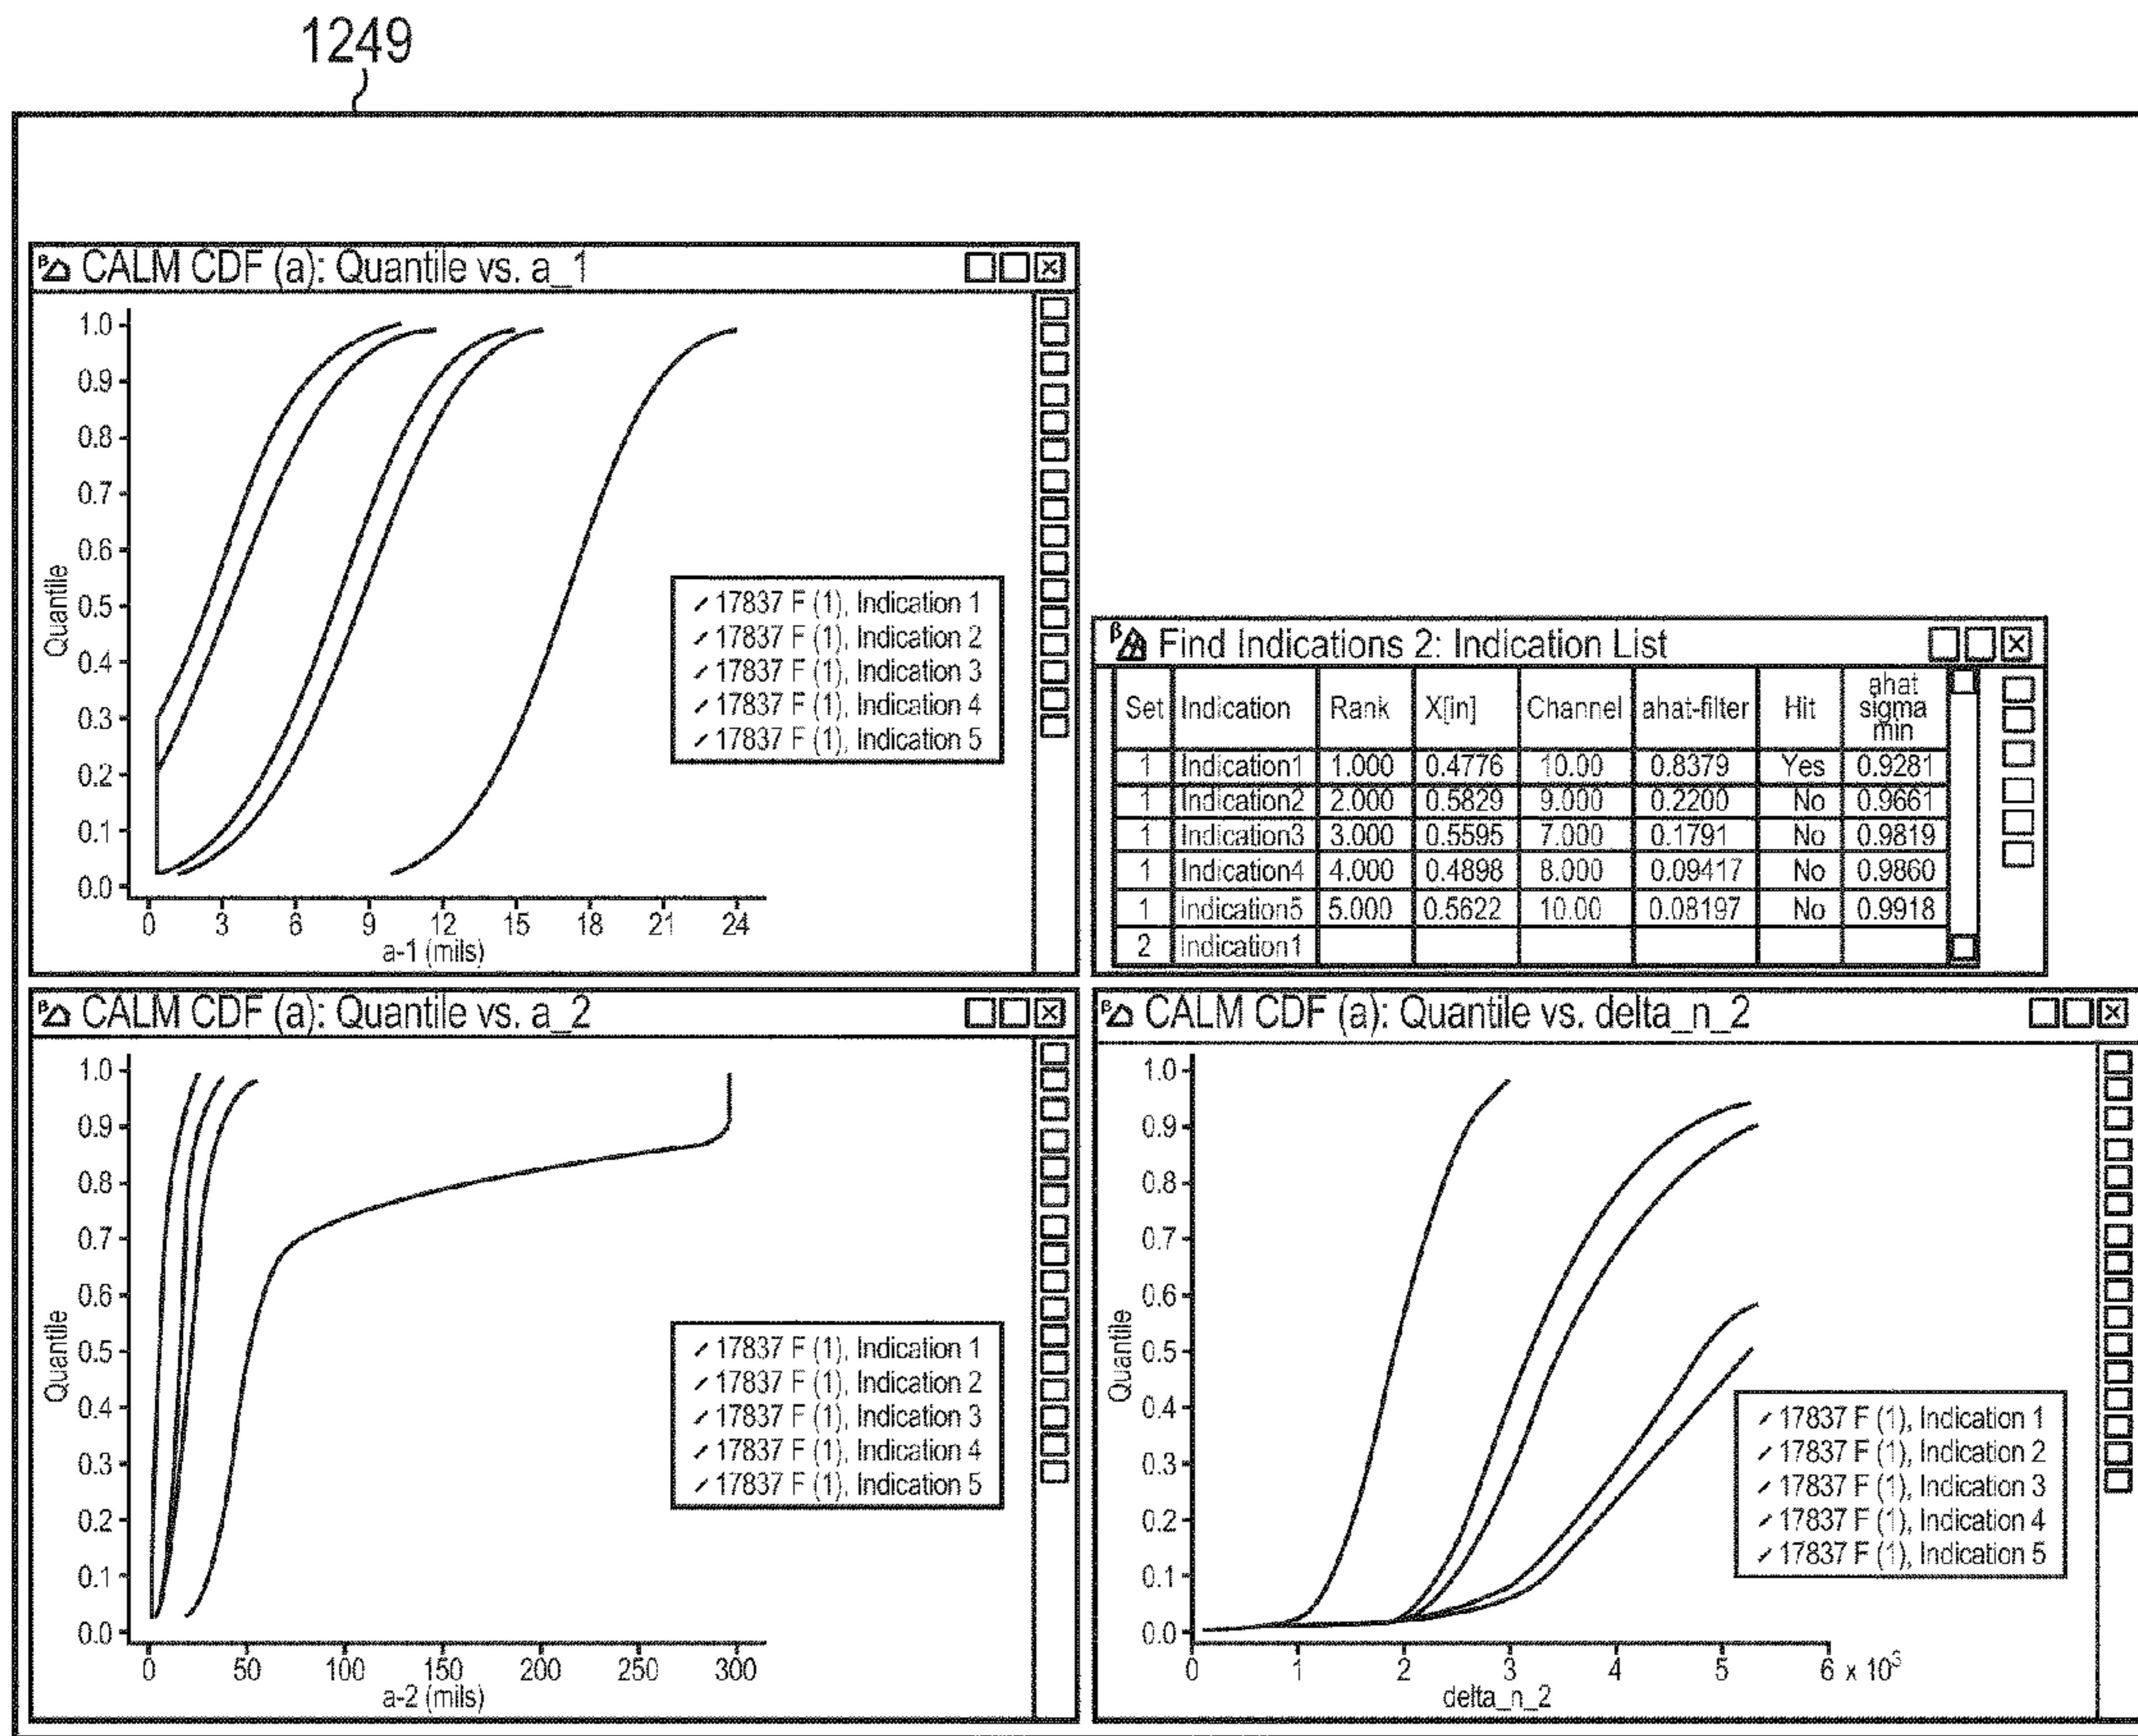 1249
β CALM CDF (a): Quantile vs. a_1
1.0
0.9
0.8
0.7
0.6
0.5
0.4
0.3
0.2
0.1
0.0
Quantile
17837 F (1), Indication 1
17837 F (1), Indication 2
17837 F (1), Indication 3
17837 F (1), Indication 4
17837 F (1), Indication 5
0 3 6 9 12 15 18 21 24
a-1 (mils)
β Find Indications 2: Indication List
Set Indication Rank X[in] Channel ahat-filter Hit ahat sigma min
1 Indication1 1.000 0.4776 10.00 0.8379 Yes 0.9281
1 Indication2 2.000 0.5829 9.000 0.2200 No 0.9661
1 Indication3 3.000 0.5595 7.000 0.1791 No 0.9819
1 Indication4 4.000 0.4898 8.000 0.09417 No 0.9860
1 Indication5 5.000 0.5622 10.00 0.08197 No 0.9918
2 Indication1
β CALM CDF (a): Quantile vs. a_2
1.0
0.9
0.8
0.7
0.6
0.5
0.4
0.3
0.2
0.1
0.0
Quantile
17837 F (1), Indication 1
17837 F (1), Indication 2
17837 F (1), Indication 3
17837 F (1), Indication 4
17837 F (1), Indication 5
0 50 100 150 200 250 300
a-2 (mils)
β CALM CDF (a): Quantile vs. delta_n_2
1.0
0.9
0.8
0.7
0.6
0.5
0.4
0.3
0.2
0.1
0.0
Quantile
17837 F (1), Indication 1
17837 F (1), Indication 2
17837 F (1), Indication 3
17837 F (1), Indication 4
17837 F (1), Indication 5
0 1 2 3 4 5 6 x 10³
delta_n_2